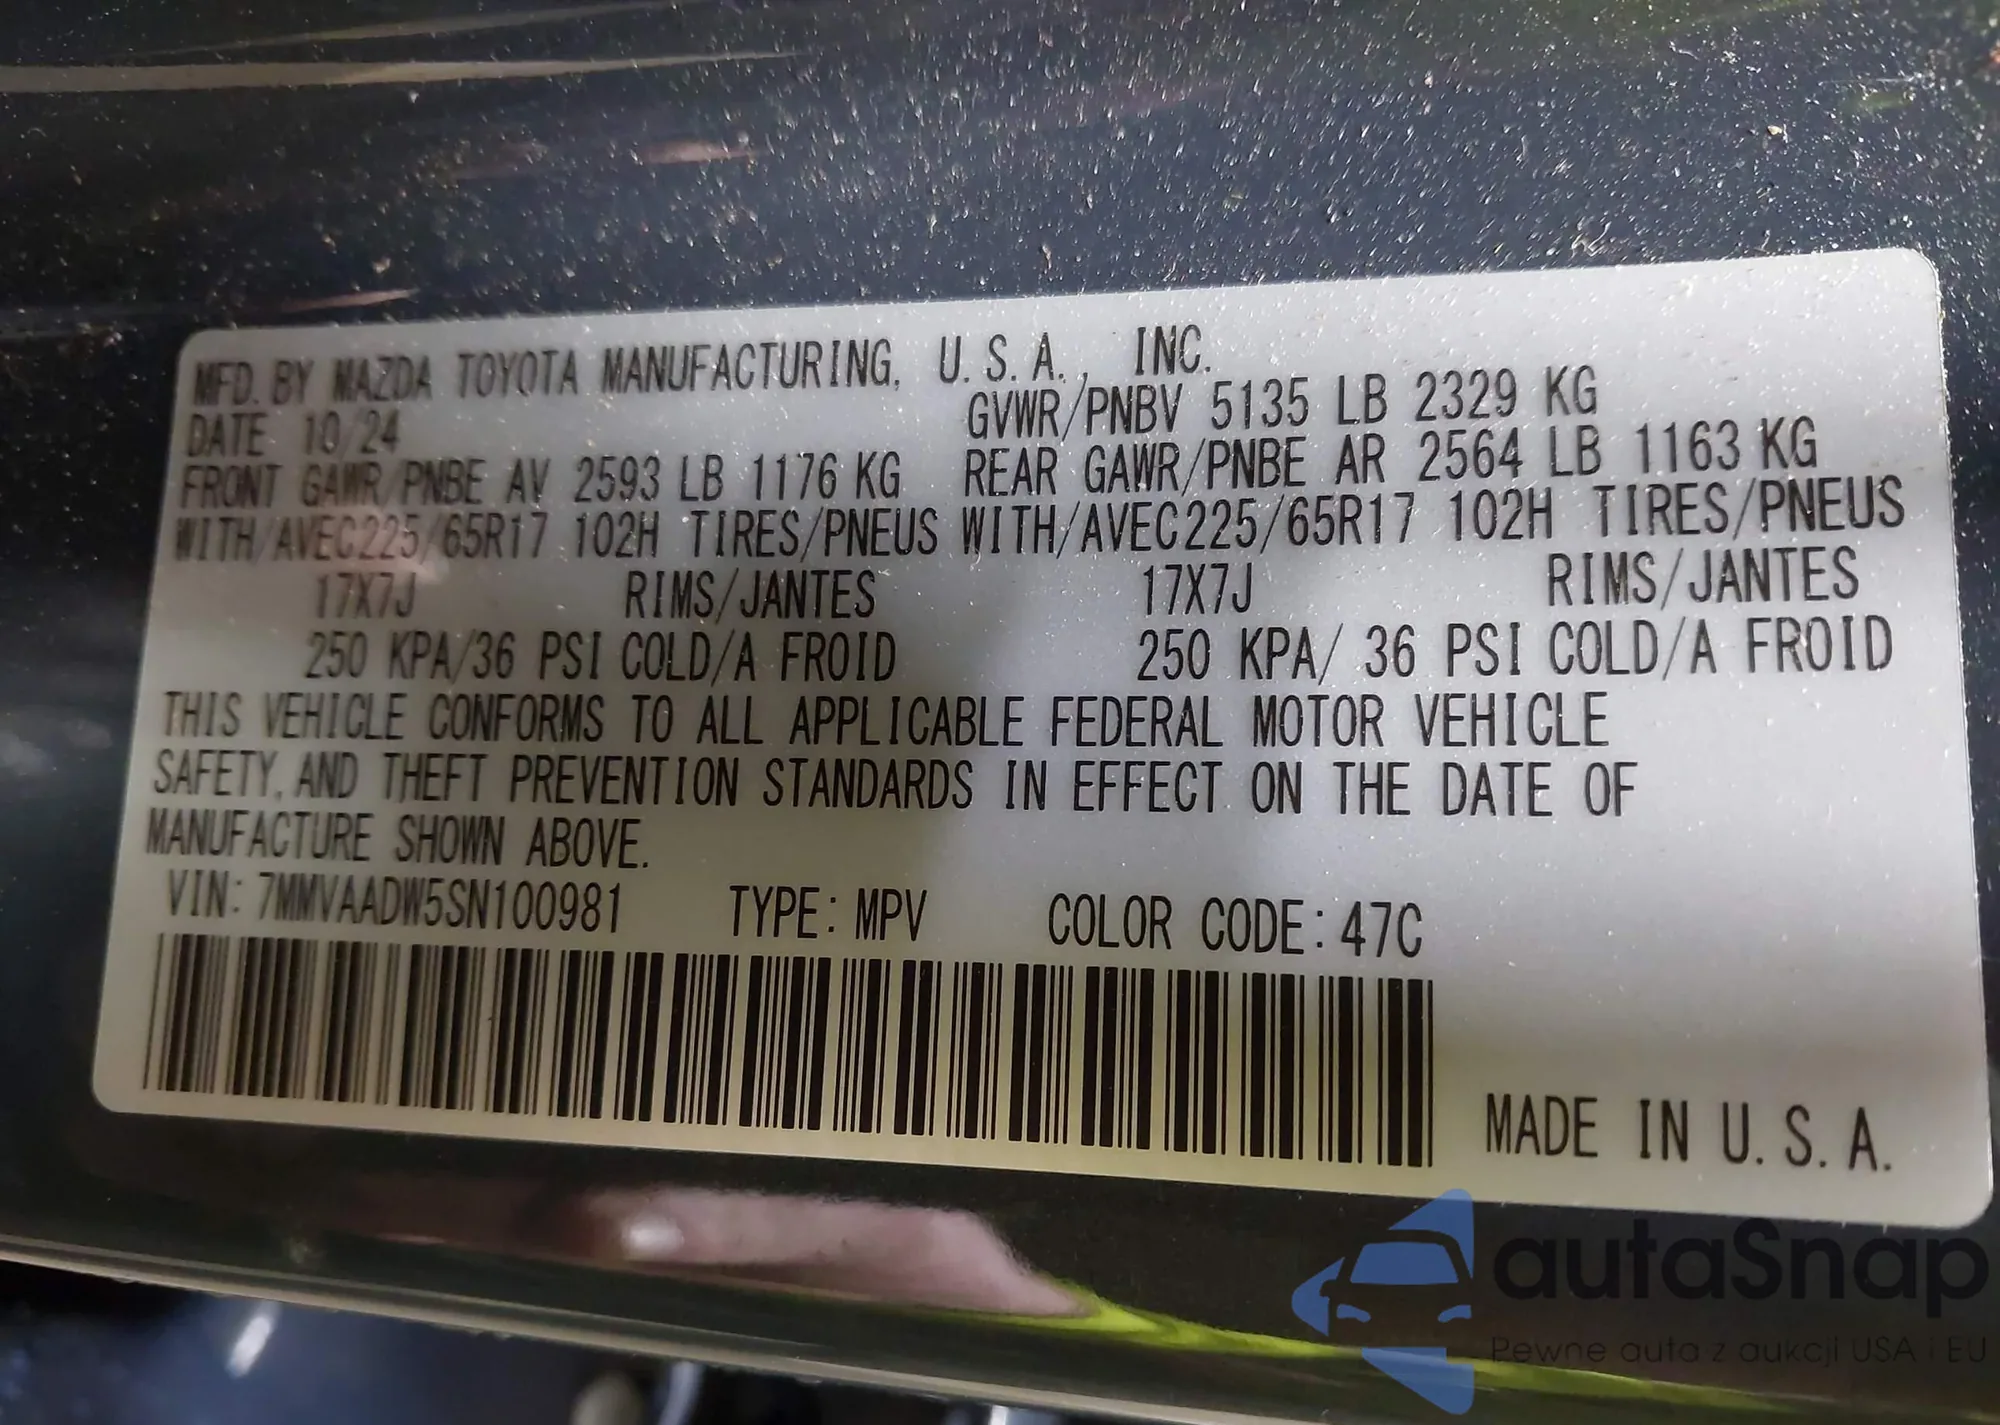 MFD. BY MAZDA TOYOTA MANUFACTURING, U.S.A., INC.
DATE 10/24 GVWR/PNBV 5135 LB 2329 KG
FRONT GAWR/PNBE AV 2593 LB 1176 KG REAR GAWR/PNBE AR 2564 LB 1163 KG
WITH/AVEC225/65R17 102H TIRES/PNEUS WITH/AVEC225/65R17 102H TIRES/PNEUS
17X7J RIMS/JANTES 17X7J RIMS/JANTES
250 KPA/36 PSI COLD/A FROID 250 KPA/ 36 PSI COLD/A FROID
THIS VEHICLE CONFORMS TO ALL APPLICABLE FEDERAL MOTOR VEHICLE
SAFETY, AND THEFT PREVENTION STANDARDS IN EFFECT ON THE DATE OF
MANUFACTURE SHOWN ABOVE.
VIN: 7MMVAADW5SN100981 TYPE: MPV COLOR CODE: 47C
MADE IN U.S.A.
autaSnap
Pewne auta z aukcji USA i EU